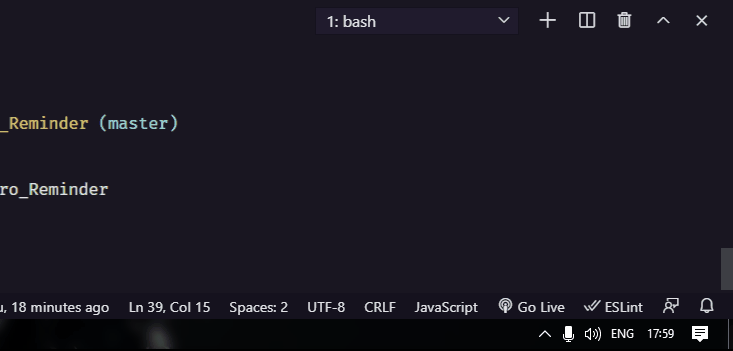 1: bash
_Reminder (master)
ro_Reminder
, 18 minutes ago Ln 39, Col 15 Spaces: 2 UTF-8 CRLF JavaScript Go Live ESLint
ENG 17:59